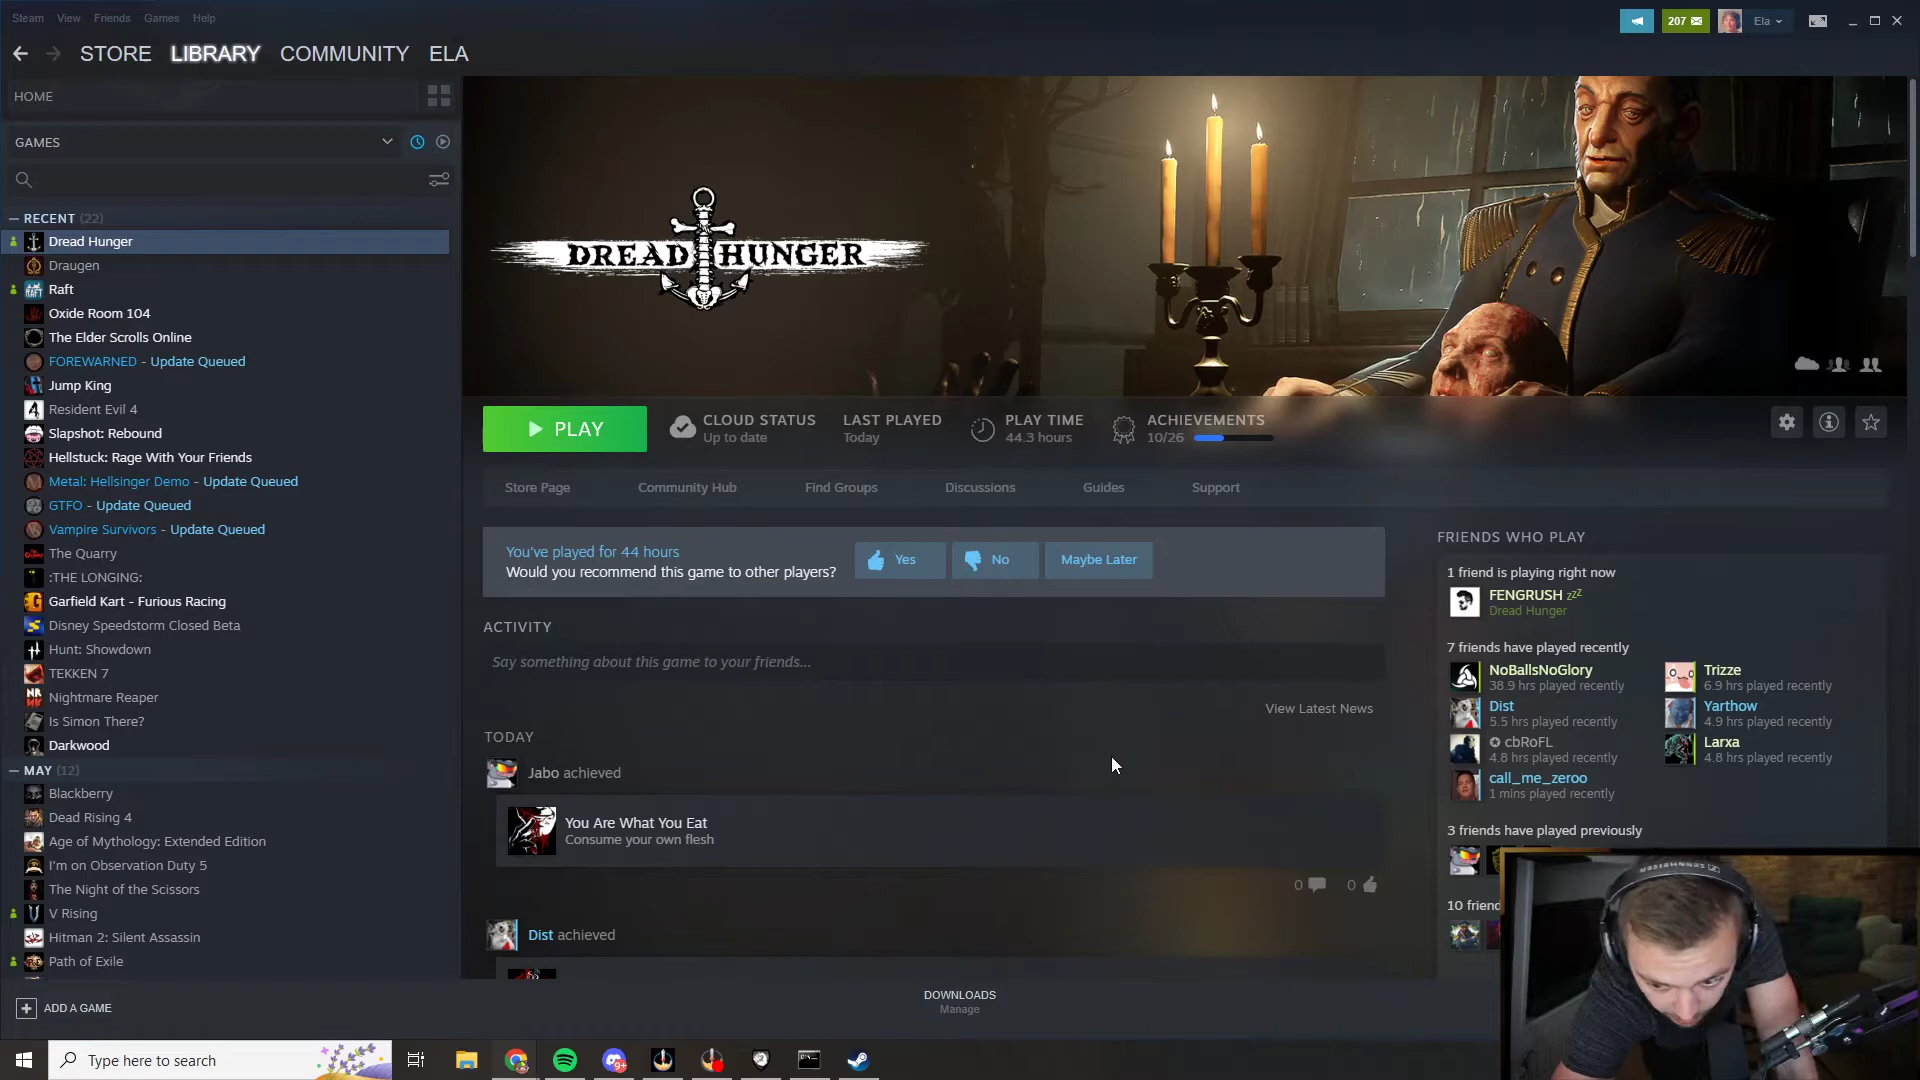 Steam View Friends Games Help
207
Ela
STORE LIBRARY COMMUNITY ELA
HOME
GAMES
RECENT (22)
Dread Hunger
Draugen
Raft
Oxide Room 104
The Elder Scrolls Online
FOREWARNED - Update Queued
Jump King
Resident Evil 4
Slapshot: Rebound
Hellstuck: Rage With Your Friends
Metal: Hellsinger Demo - Update Queued
GTFO - Update Queued
Vampire Survivors - Update Queued
The Quarry
:THE LONGING:
Garfield Kart - Furious Racing
Disney Speedstorm Closed Beta
Hunt: Showdown
TEKKEN 7
Nightmare Reaper
Is Simon There?
Darkwood
MAY (12)
Blackberry
Dead Rising 4
Age of Mythology: Extended Edition
I'm on Observation Duty 5
The Night of the Scissors
V Rising
Hitman 2: Silent Assassin
Path of Exile
ADD A GAME
DREAD HUNGER
PLAY
CLOUD STATUS
Up to date
LAST PLAYED
Today
PLAY TIME
44.3 hours
ACHIEVEMENTS
10/26
Store Page Community Hub Find Groups Discussions Guides Support
You've played for 44 hours
Would you recommend this game to other players?
Yes No Maybe Later
ACTIVITY
Say something about this game to your friends...
View Latest News
TODAY
Jabo achieved
You Are What You Eat
Consume your own flesh
0 0
Dist achieved
FRIENDS WHO PLAY
1 friend is playing right now
FENGRUSH zzZ
Dread Hunger
7 friends have played recently
NoBallsNoGlory
38.9 hrs played recently
Trizze
6.9 hrs played recently
Dist
5.5 hrs played recently
Yarthow
4.9 hrs played recently
cbRoFL
4.8 hrs played recently
Larxa
4.8 hrs played recently
call_me_zeroo
1 mins played recently
3 friends have played previously
10 friend
DOWNLOADS
Manage
Type here to search
9+